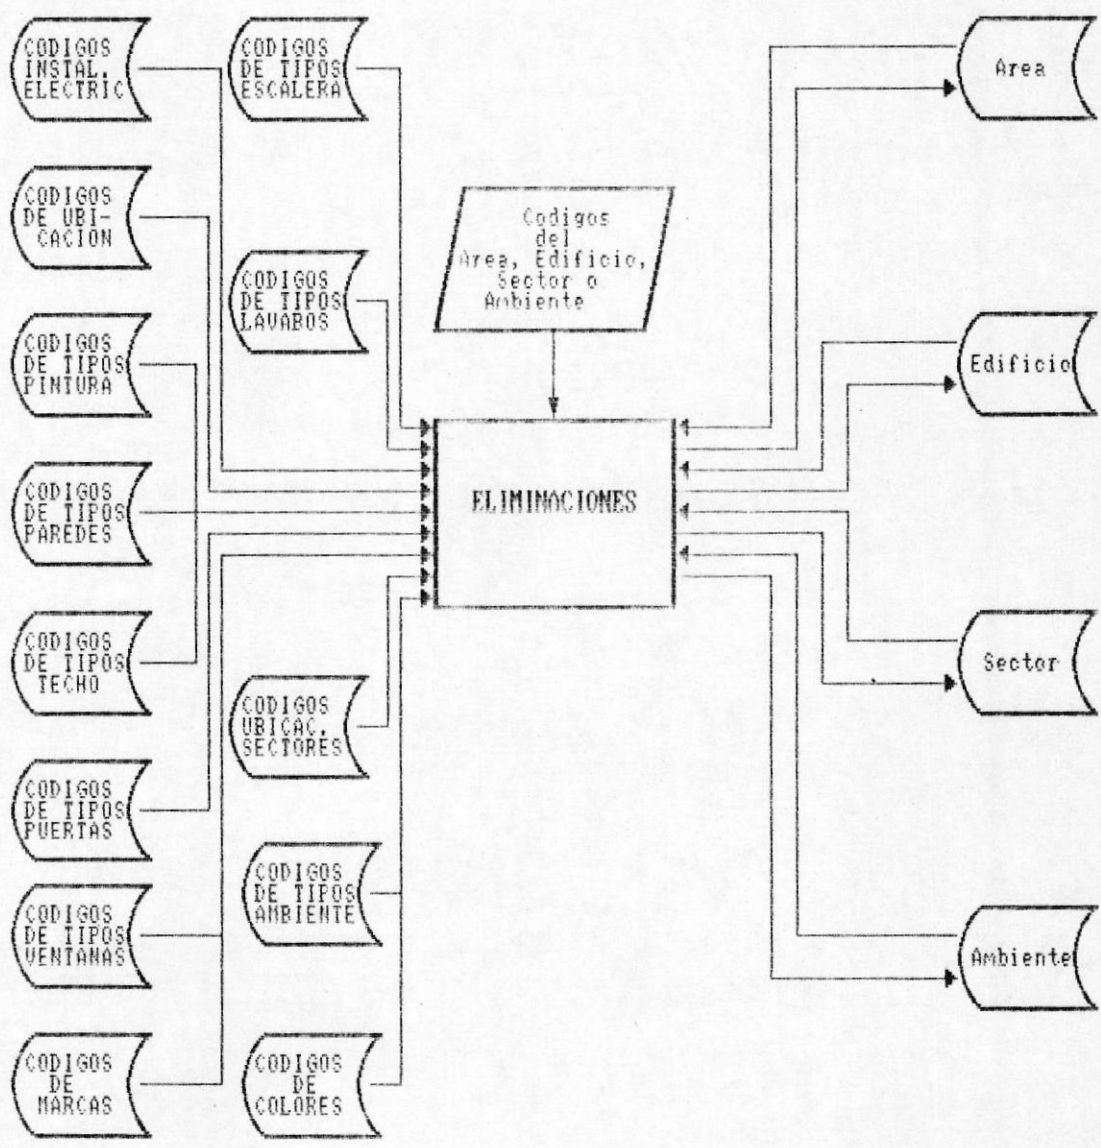 CODIGOS
INSTAL.
ELECTRIC
CODIGOS
DE TIPOS
ESCALERA
Area
CODIGOS
DE UBI-
CACION
Codigos
del
Area, Edificio,
Sector o
Ambiente
CODIGOS
DE TIPOS
LAVABOS
CODIGOS
DE TIPOS
PINTURA
Edificio
CODIGOS
DE TIPOS
PAREDES
ELIMINACIONES
CODIGOS
DE TIPOS
TECHO
Sector
CODIGOS
UBICAC.
SECTORES
CODIGOS
DE TIPOS
PUERTAS
CODIGOS
DE TIPOS
AMBIENTE
CODIGOS
DE TIPOS
VENTANAS
Ambiente
CODIGOS
DE
MARCAS
CODIGOS
DE
COLORES